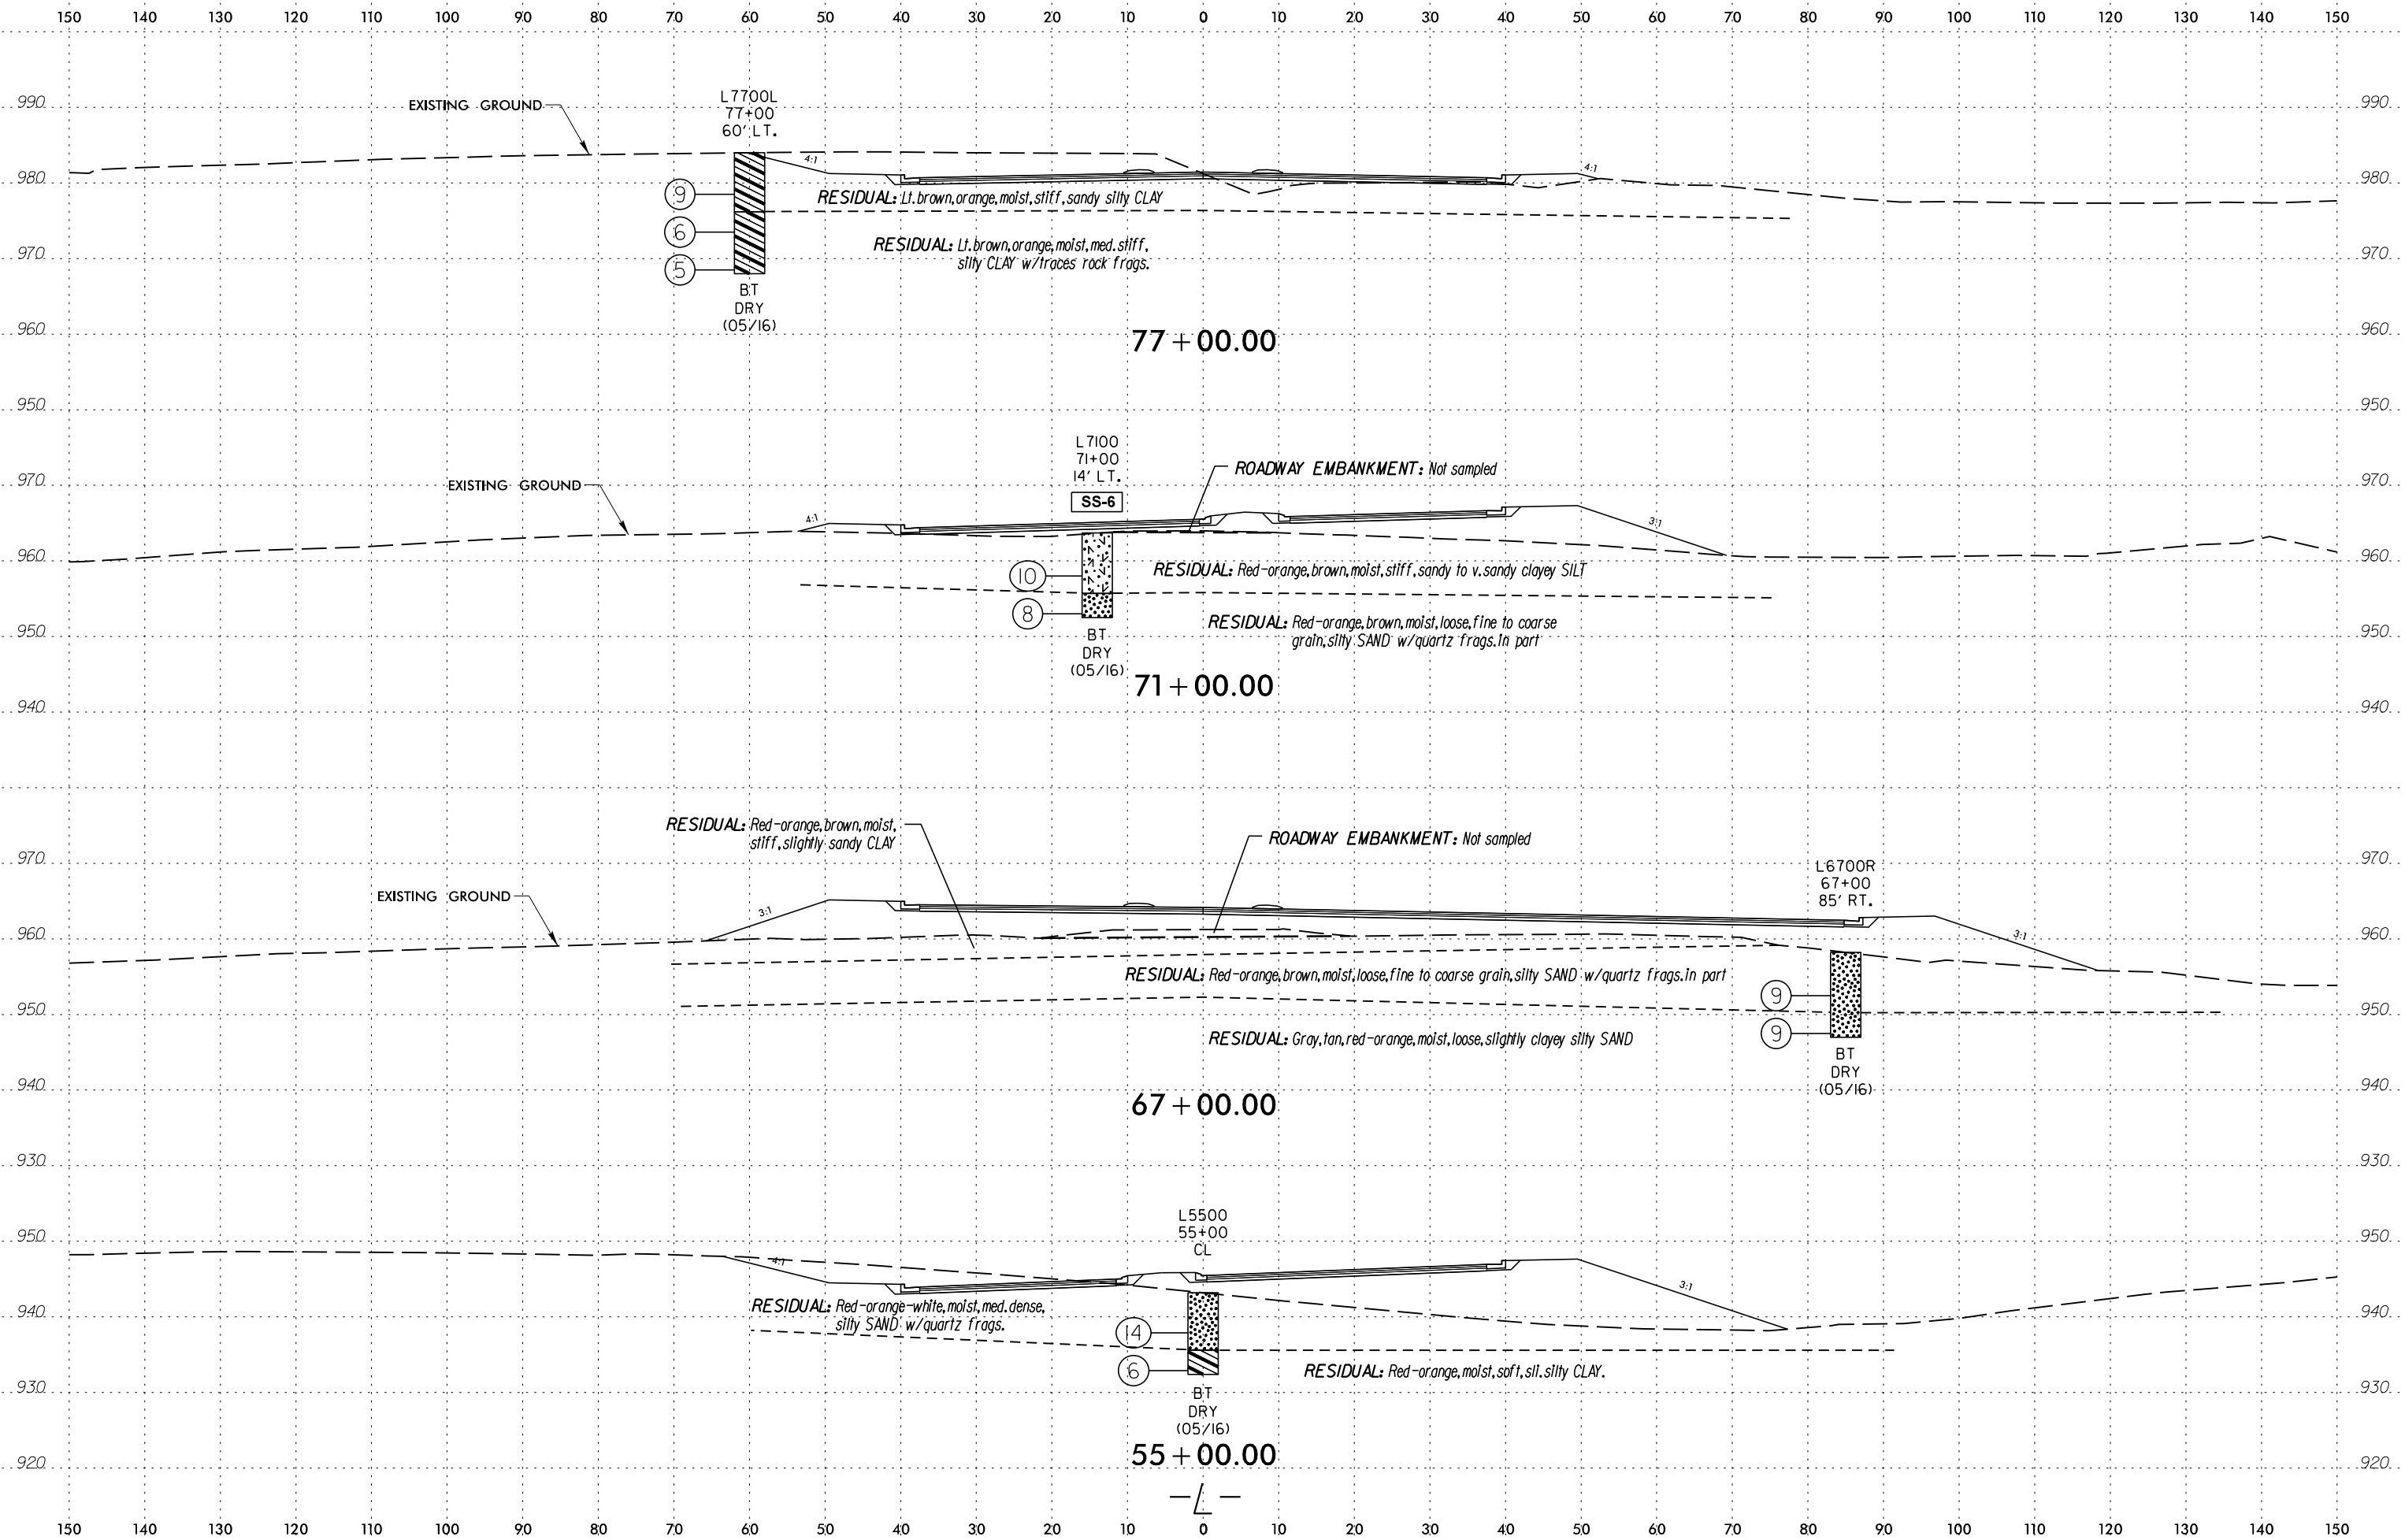 150 140 130 120 110 100 90 80 70 60 50 40 30 20 10 0 10 20 30 40 50 60 70 80 90 100 110 120 130 140 150
990 990
EXISTING GROUND
L7700L
77+00
60' LT.
4:1 4:1
980 980
9
RESIDUAL: Lt.brown,orange,moist,stiff,sandy silty CLAY
6
RESIDUAL: Lt.brown,orange,moist,med.stiff,
silty CLAY w/traces rock frags.
970 970
5
BT
DRY
(05/16)
960 960
77+00.00
950 950
L7100
71+00
14' LT.
SS-6
ROADWAY EMBANKMENT: Not sampled
970 970
EXISTING GROUND
4:1 3:1
960 960
10
RESIDUAL: Red-orange,brown,moist,stiff,sandy to v.sandy clayey SILT
8
RESIDUAL: Red-orange,brown,moist,loose,fine to coarse
grain,silty SAND w/quartz frags.in part
950 950
BT
DRY
(05/16)
71+00.00
940 940
RESIDUAL: Red-orange,brown,moist,
stiff,slightly sandy CLAY
ROADWAY EMBANKMENT: Not sampled
970 970
L6700R
67+00
85' RT.
EXISTING GROUND
3:1 3:1
960 960
RESIDUAL: Red-orange,brown,moist,loose,fine to coarse grain,silty SAND w/quartz frags.in part
9
950 950
9
RESIDUAL: Gray,tan,red-orange,moist,loose,slightly clayey silty SAND
BT
DRY
(05/16)
940 940
67+00.00
930 930
L5500
55+00
CL
950 950
4:1 3:1
RESIDUAL: Red-orange-white,moist,med.dense,
silty SAND w/quartz frags.
940 940
14
6
RESIDUAL: Red-orange,moist,soft,sli.silty CLAY.
930 930
BT
DRY
(05/16)
55+00.00
920 920
-L-
150 140 130 120 110 100 90 80 70 60 50 40 30 20 10 0 10 20 30 40 50 60 70 80 90 100 110 120 130 140 150